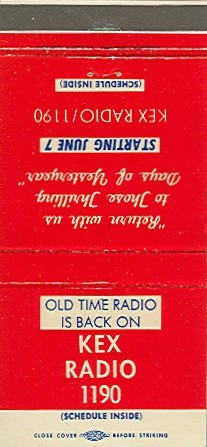 "Return with us
to Those Thrilling
Days of Yesteryear"
STARTING JUNE 7
KEX RADIO/1190
(SCHEDULE INSIDE)
OLD TIME RADIO
IS BACK ON
KEX
RADIO
1190
(SCHEDULE INSIDE)
CLOSE COVER BEFORE STRIKING